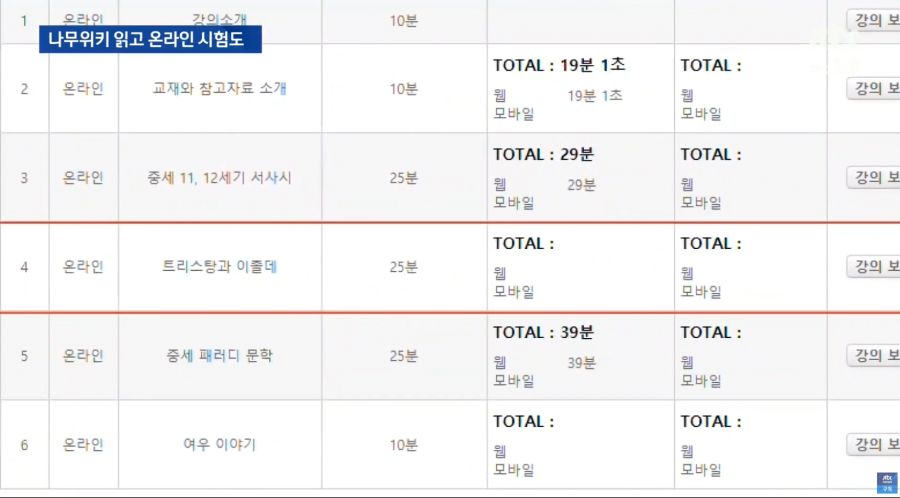 1 온라인 강의소개 10분 강의 보
나무위키 읽고 온라인 시험도
2 온라인 교재와 참고자료 소개 10분
TOTAL : 19분 1초
웹 19분 1초
모바일
TOTAL :
웹
모바일
강의 보
3 온라인 중세 11, 12세기 서사시 25분
TOTAL : 29분
웹 29분
모바일
TOTAL :
웹
모바일
강의 보
4 온라인 트리스탕과 이졸데 25분
TOTAL :
웹
모바일
TOTAL :
웹
모바일
강의 보
5 온라인 중세 패러디 문학 25분
TOTAL : 39분
웹 39분
모바일
TOTAL :
웹
모바일
강의 보
6 온라인 여우 이야기 10분
TOTAL :
웹
모바일
TOTAL :
웹
모바일
강의 보
jtbc
구독